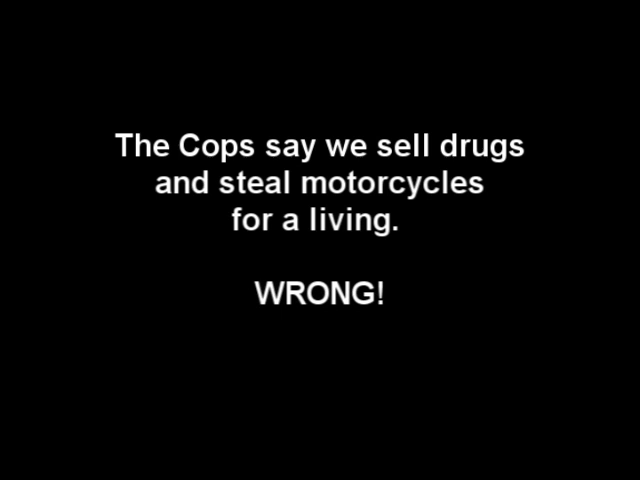 The Cops say we sell drugs
and steal motorcycles
for a living.
WRONG!